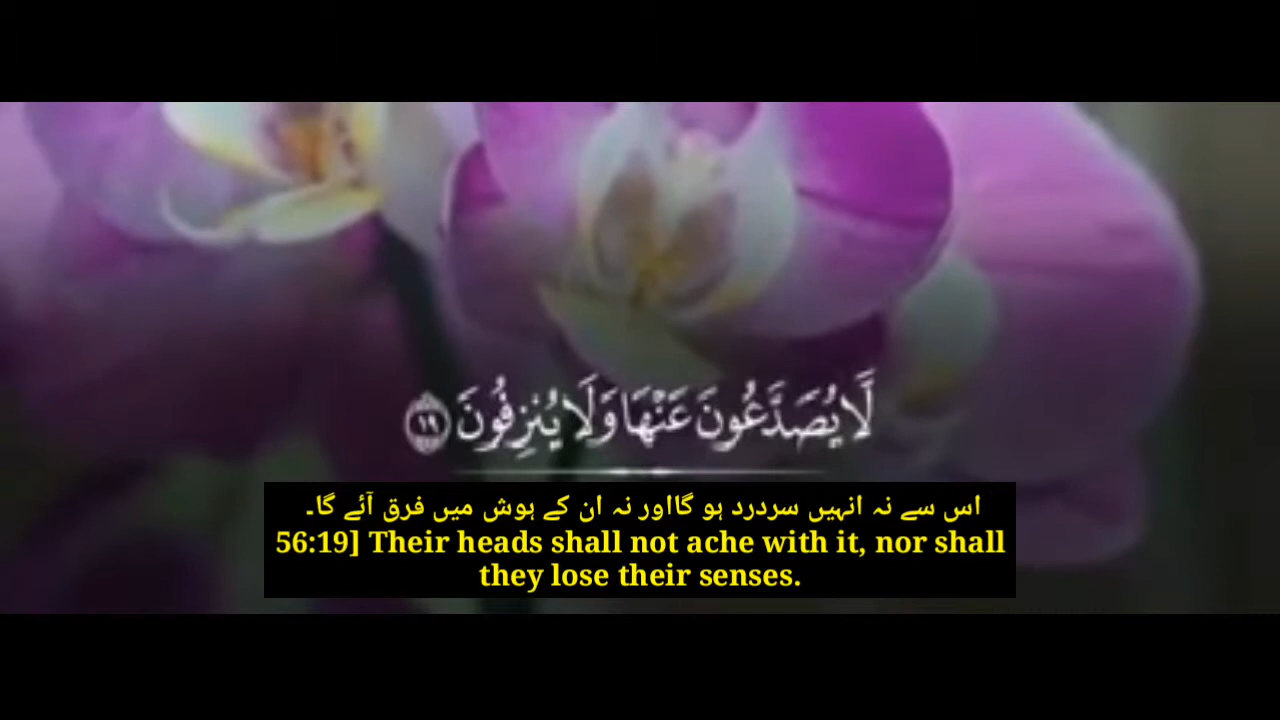 لَّا يُصَدَّعُونَ عَنْهَا وَلَا يُنْزِفُونَ ١٩
اس سے نہ انہیں سردرد ہو گااور نہ ان کے ہوش میں فرق آئے گا۔
56:19] Their heads shall not ache with it, nor shall
they lose their senses.